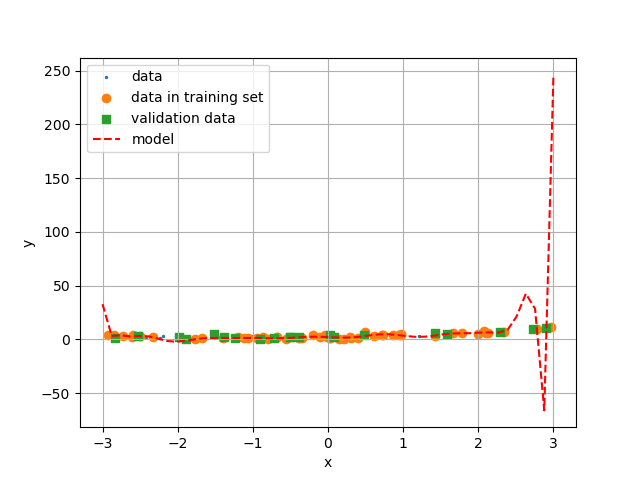 250
200
150
100
50
0
−50
y
data
data in training set
validation data
model
−3
−2
−1
0
1
2
3
x